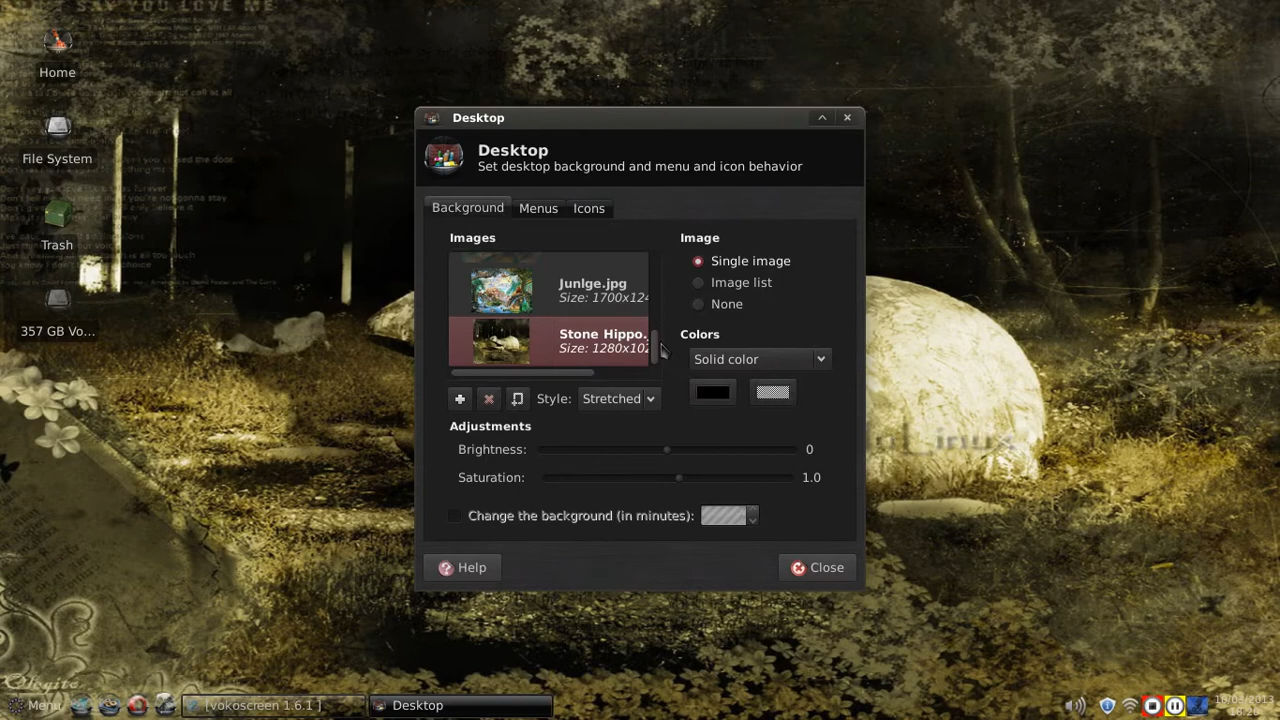 SAY YOU LOVE ME
Home
File System
Trash
357 GB Vo...
Desktop
Desktop
Set desktop background and menu and icon behavior
Background
Menus
Icons
Images
Junlge.jpg
Size: 1700x124
Stone Hippo.
Size: 1280x102
Style:
Stretched
Image
Single image
Image list
None
Colors
Solid color
Adjustments
Brightness:
0
Saturation:
1.0
Change the background (in minutes):
Help
Close
Linux
Menu
[vokoscreen 1.6.1 ]
Desktop